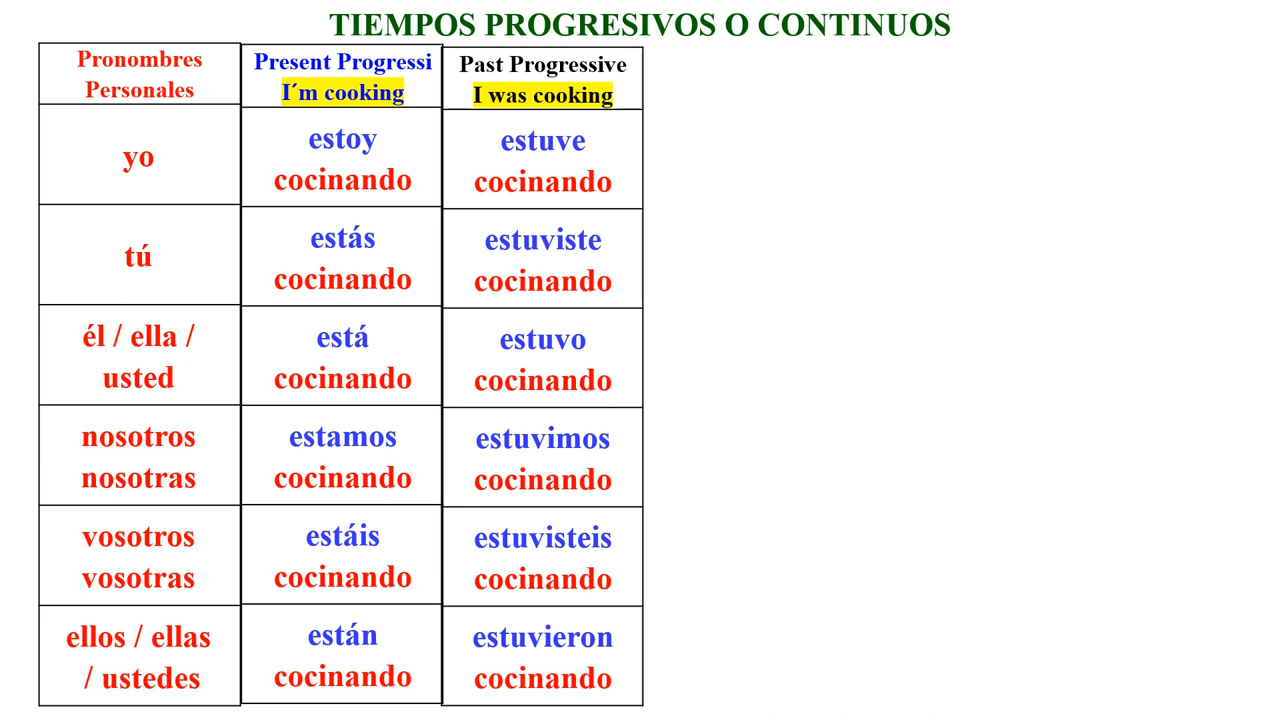 TIEMPOS PROGRESIVOS O CONTINUOS
Pronombres
Personales
Present Progressi
I´m cooking
Past Progressive
I was cooking
yo
estoy
cocinando
estuve
cocinando
tú
estás
cocinando
estuviste
cocinando
él / ella /
usted
está
cocinando
estuvo
cocinando
nosotros
nosotras
estamos
cocinando
estuvimos
cocinando
vosotros
vosotras
estáis
cocinando
estuvisteis
cocinando
ellos / ellas
/ ustedes
están
cocinando
estuvieron
cocinando